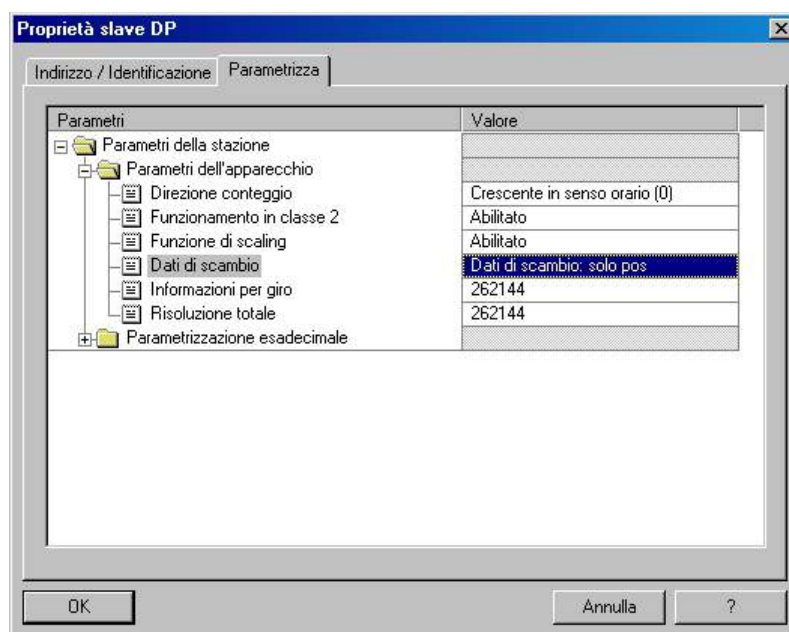 Proprietà slave DP
Indirizzo / Identificazione Parametrizza
Parametri Valore
Parametri della stazione
Parametri dell'apparecchio
Direzione conteggio Crescente in senso orario (0)
Funzionamento in classe 2 Abilitato
Funzione di scaling Abilitato
Dati di scambio Dati di scambio: solo pos
Informazioni per giro 262144
Risoluzione totale 262144
Parametrizzazione esadecimale
OK Annulla ?